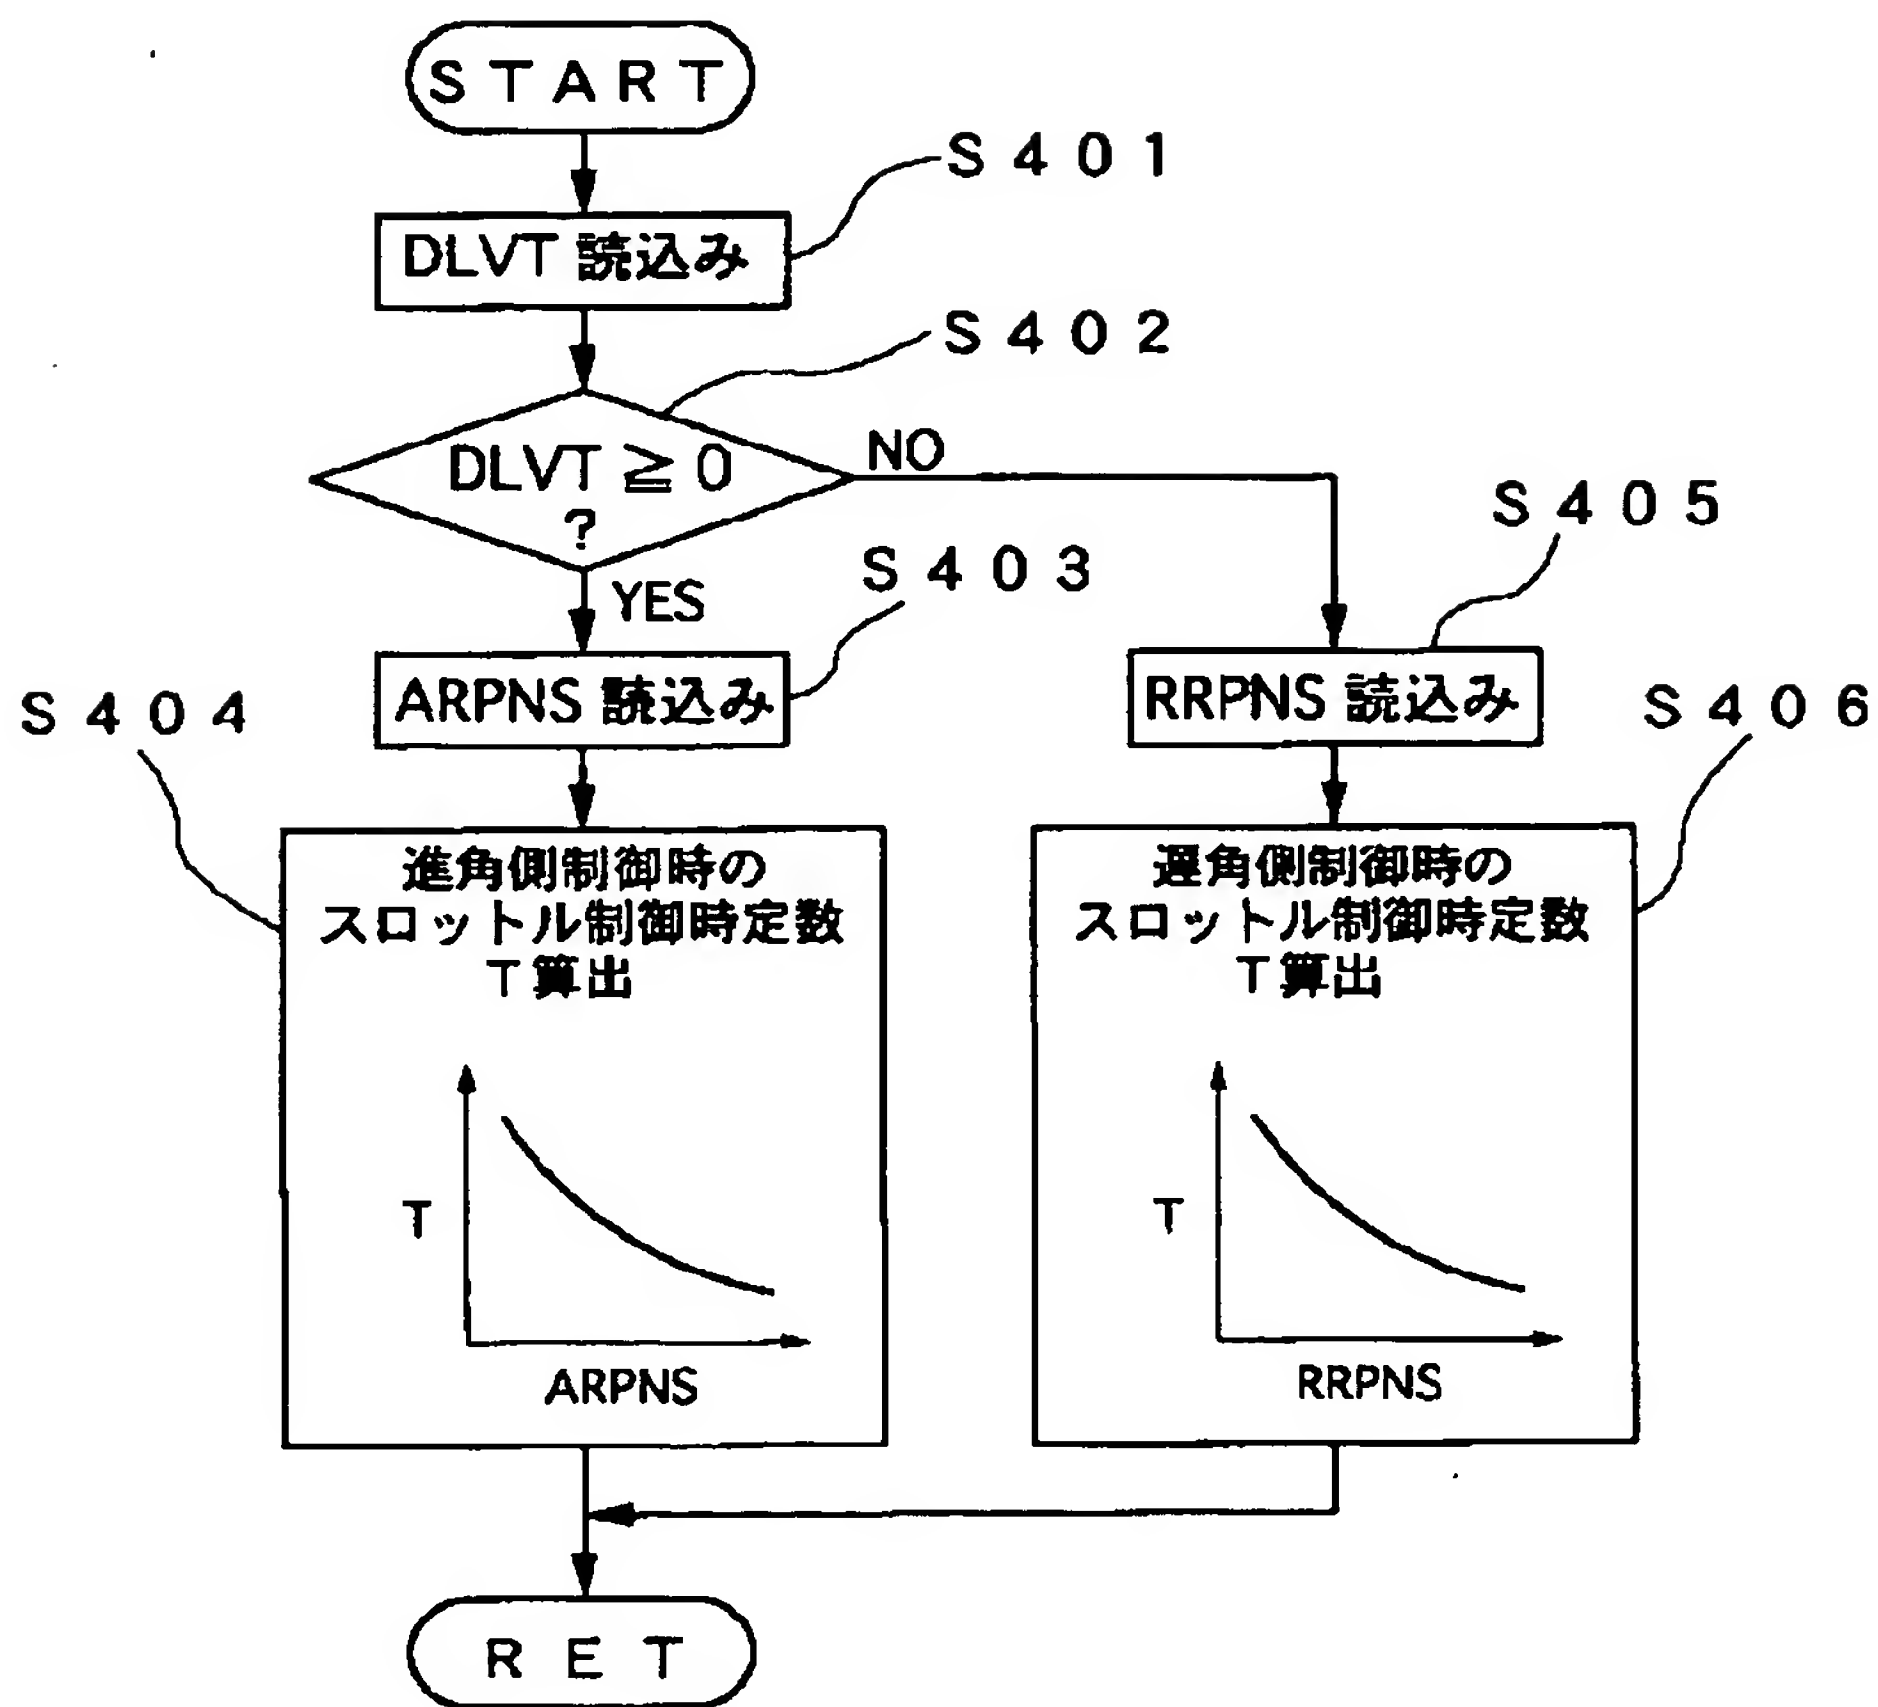 ＳＴＡＲＴ
Ｓ４０１
DLVT 読込み
Ｓ４０２
DLVT ≧ 0
?
NO
YES
Ｓ４０３
Ｓ４０５
ARPNS 読込み
RRPNS 読込み
Ｓ４０４
Ｓ４０６
進角側制御時の
スロットル制御時定数
T算出
T
ARPNS
遅角側制御時の
スロットル制御時定数
T算出
T
RRPNS
ＲＥＴ